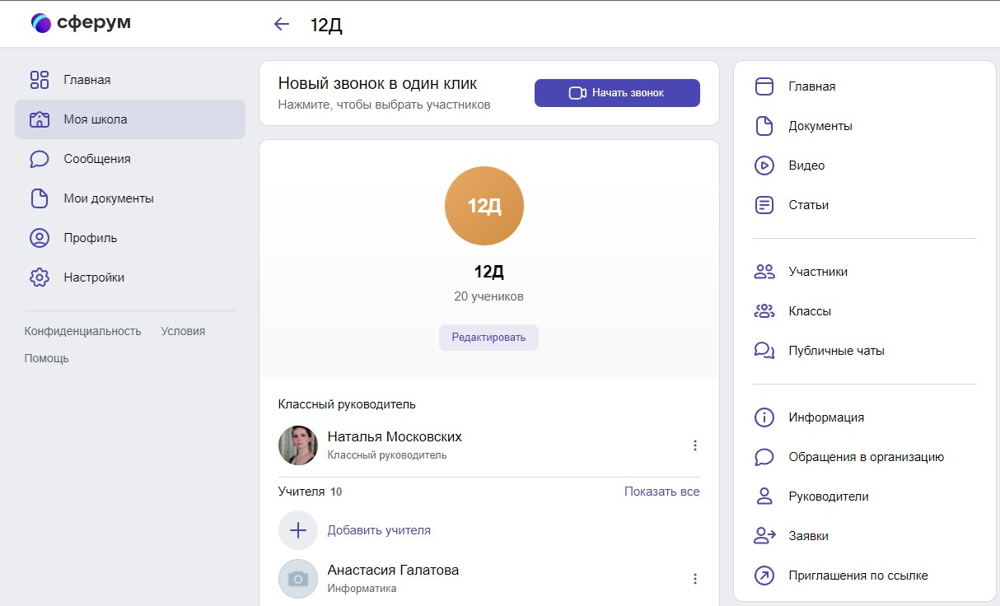 сферум
12Д
Главная
Моя школа
Сообщения
Мои документы
Профиль
Настройки
Конфиденциальность Условия
Помощь
Новый звонок в один клик
Нажмите, чтобы выбрать участников
Начать звонок
12Д
12Д
20 учеников
Редактировать
Классный руководитель
Наталья Московских
Классный руководитель
Учителя 10 Показать все
Добавить учителя
Анастасия Галатова
Информатика
Главная
Документы
Видео
Статьи
Участники
Классы
Публичные чаты
Информация
Обращения в организацию
Руководители
Заявки
Приглашения по ссылке